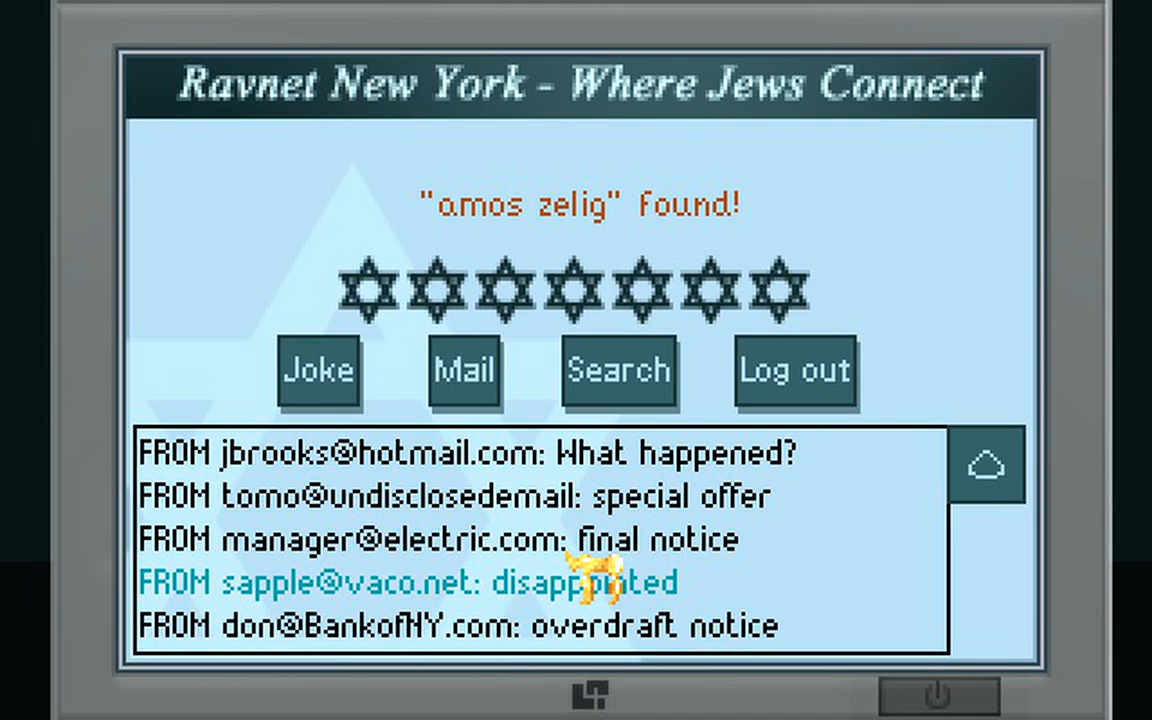 Ravnet New York - Where Jews Connect
"amos zelig" found!
Joke Mail Search Log out
FROM jbrooks@hotmail.com: What happened?
FROM tomo@undisclosedemail: special offer
FROM manager@electric.com: final notice
FROM sapple@vaco.net: disappointed
FROM don@BankofNY.com: overdraft notice